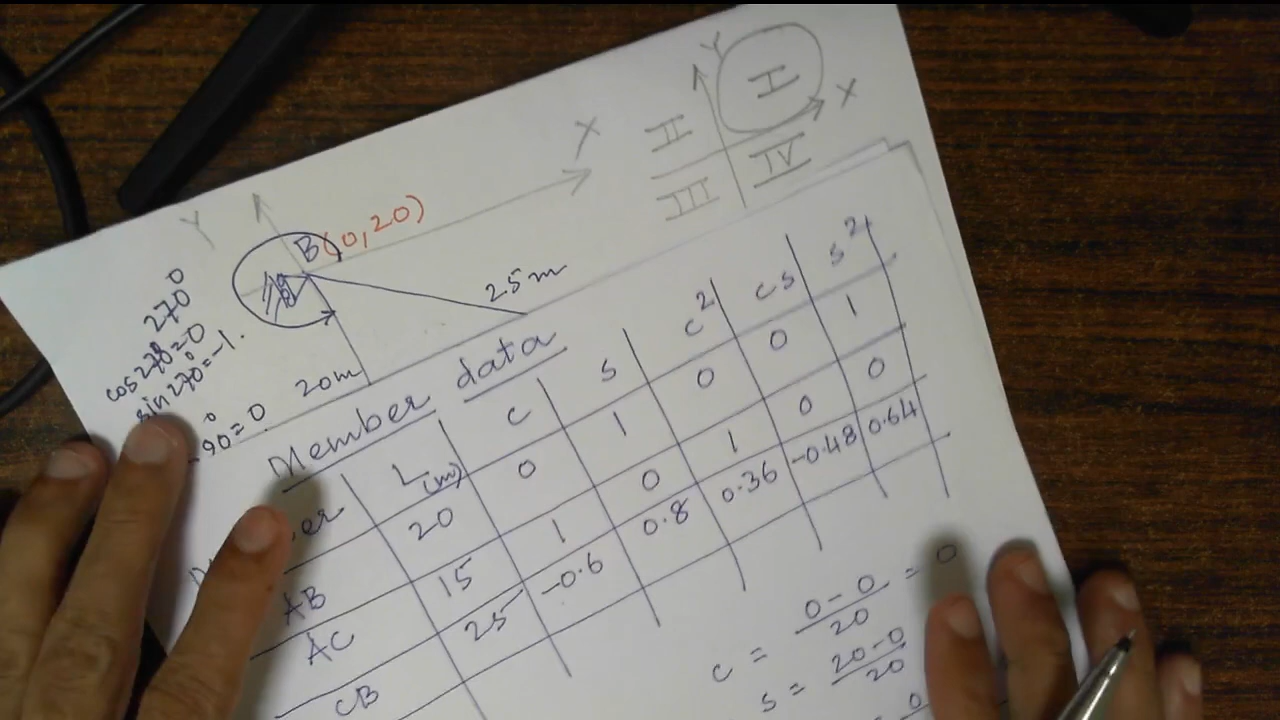 Y
X
II
I
III
IV
Y
X
B(0,20)
270°
cos270°=0
sin270°=-1.
-90°=0.
25m
20m
Member data
L(m) C S C² CS S²
AB 20 0 1 0 0 1
AC 15 1 0 1 0 0
CB 25 -0.6 0.8 0.36 -0.48 0.64
C = 0-0/20 = 0
S = 20-0/20